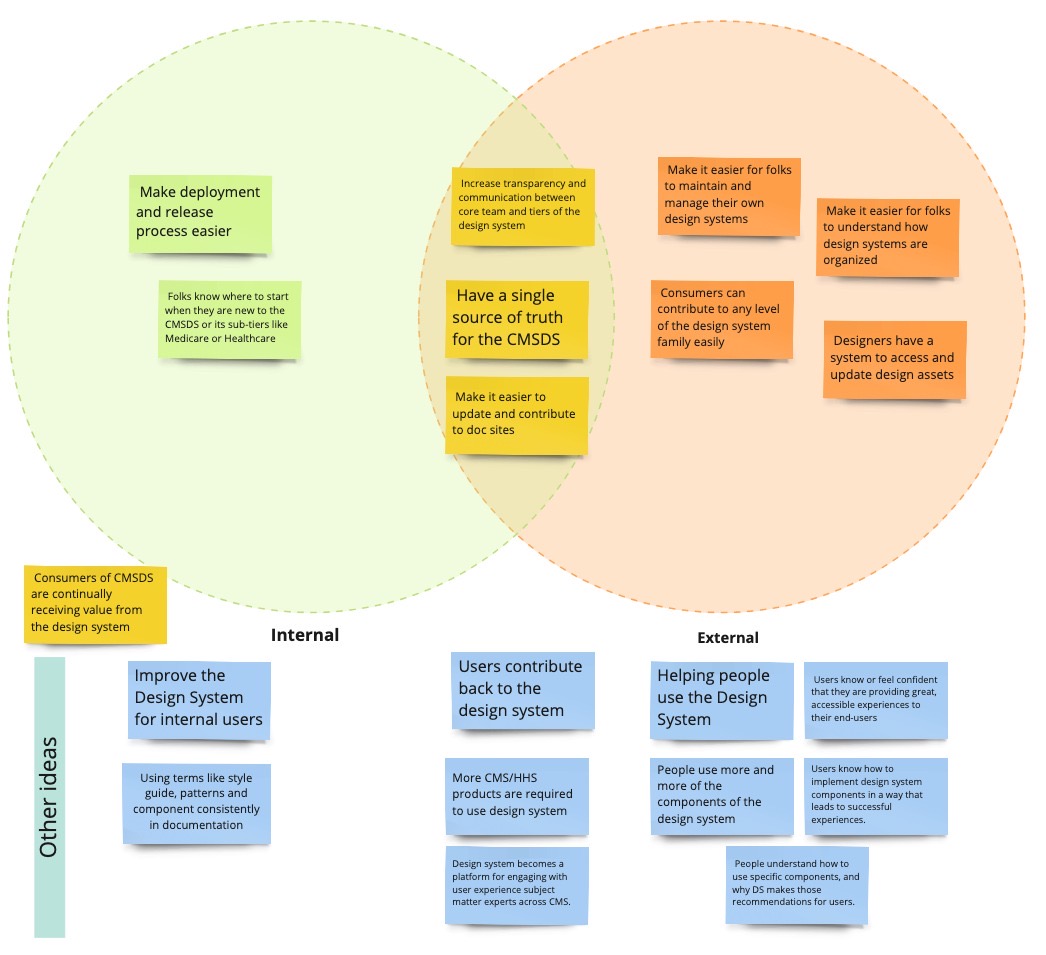 Make deployment
and release
process easier
Folks know where to start
when they are new to the
CMSDS or its sub-tiers like
Medicare or Healthcare
Increase transparency and
communication between
core team and tiers of the
design system
Have a single
source of truth
for the CMSDS
Make it easier to
update and contribute
to doc sites
Make it easier for folks
to maintain and
manage their own
design systems
Make it easier for folks
to understand how
design systems are
organized
Consumers can
contribute to any level
of the design system
family easily
Designers have a
system to access and
update design assets
Consumers of CMSDS
are continually
receiving value from
the design system
Internal
External
Other ideas
Improve the
Design System
for internal users
Using terms like style
guide, patterns and
component consistently
in documentation
Users contribute
back to the
design system
More CMS/HHS
products are required
to use design system
Design system becomes a
platform for engaging with
user experience subject
matter experts across CMS.
Helping people
use the Design
System
Users know or feel confident
that they are providing great,
accessible experiences to
their end-users
People use more and
more of the
components of the
design system
Users know how to
implement design system
components in a way that
leads to successful
experiences.
People understand how to
use specific components, and
why DS makes those
recommendations for users.